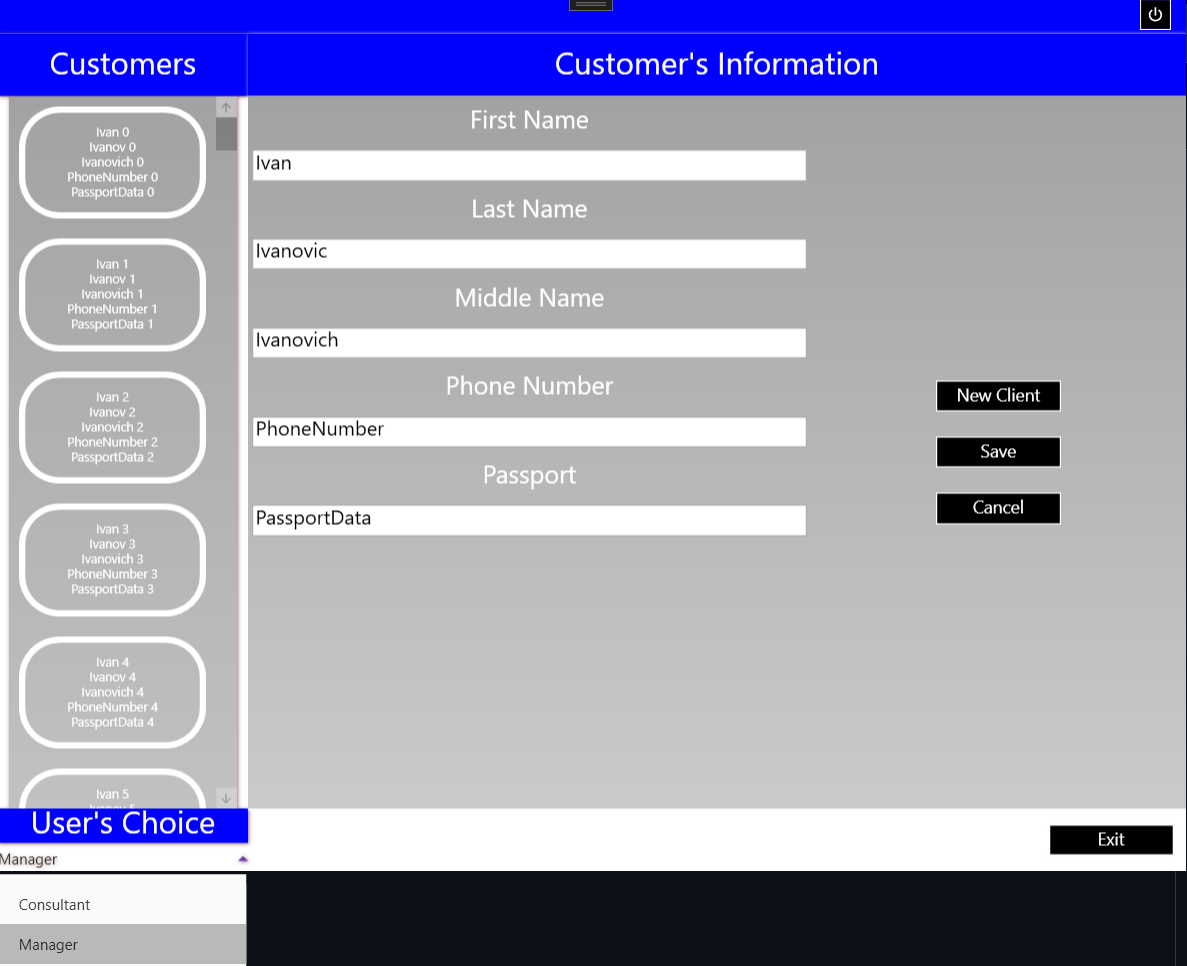 Customers
Customer's Information
Ivan 0
Ivanov 0
Ivanovich 0
PhoneNumber 0
PassportData 0
Ivan 1
Ivanov 1
Ivanovich 1
PhoneNumber 1
PassportData 1
Ivan 2
Ivanov 2
Ivanovich 2
PhoneNumber 2
PassportData 2
Ivan 3
Ivanov 3
Ivanovich 3
PhoneNumber 3
PassportData 3
Ivan 4
Ivanov 4
Ivanovich 4
PhoneNumber 4
PassportData 4
Ivan 5
Ivanov 5
First Name
Ivan
Last Name
Ivanovic
Middle Name
Ivanovich
Phone Number
PhoneNumber
Passport
PassportData
New Client
Save
Cancel
User's Choice
Manager
Consultant
Manager
Exit